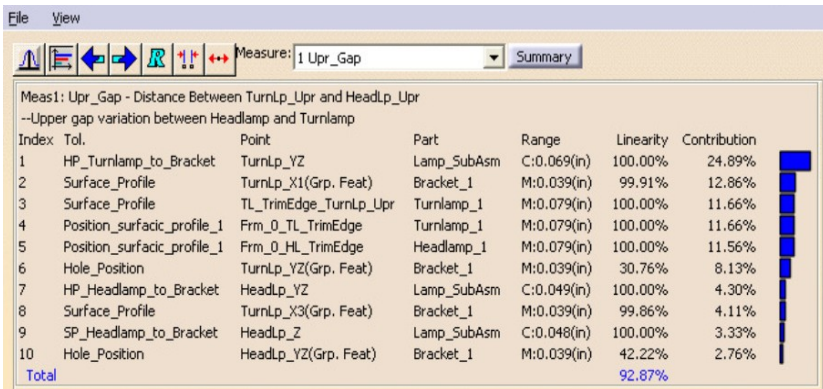 File View
R Measure: 1 Upr_Gap Summary
Meas1: Upr_Gap - Distance Between TurnLp_Upr and HeadLp_Upr
--Upper gap variation between Headlamp and Turnlamp
Index Tol. Point Part Range Linearity Contribution
1 HP_Turnlamp_to_Bracket TurnLp_YZ Lamp_SubAsm C:0.069(in) 100.00% 24.89%
2 Surface_Profile TurnLp_X1(Grp. Feat) Bracket_1 M:0.039(in) 99.91% 12.86%
3 Surface_Profile TL_TrimEdge_TurnLp_Upr Turnlamp_1 M:0.079(in) 100.00% 11.66%
4 Position_surfacic_profile_1 Frm_0_TL_TrimEdge Turnlamp_1 M:0.079(in) 100.00% 11.66%
5 Position_surfacic_profile_1 Frm_0_HL_TrimEdge Headlamp_1 M:0.079(in) 100.00% 11.56%
6 Hole_Position TurnLp_YZ(Grp. Feat) Bracket_1 M:0.039(in) 30.76% 8.13%
7 HP_Headlamp_to_Bracket HeadLp_YZ Lamp_SubAsm C:0.049(in) 100.00% 4.30%
8 Surface_Profile TurnLp_X3(Grp. Feat) Bracket_1 M:0.039(in) 99.86% 4.11%
9 SP_Headlamp_to_Bracket HeadLp_Z Lamp_SubAsm C:0.048(in) 100.00% 3.33%
10 Hole_Position HeadLp_YZ(Grp. Feat) Bracket_1 M:0.039(in) 42.22% 2.76%
Total 92.87%